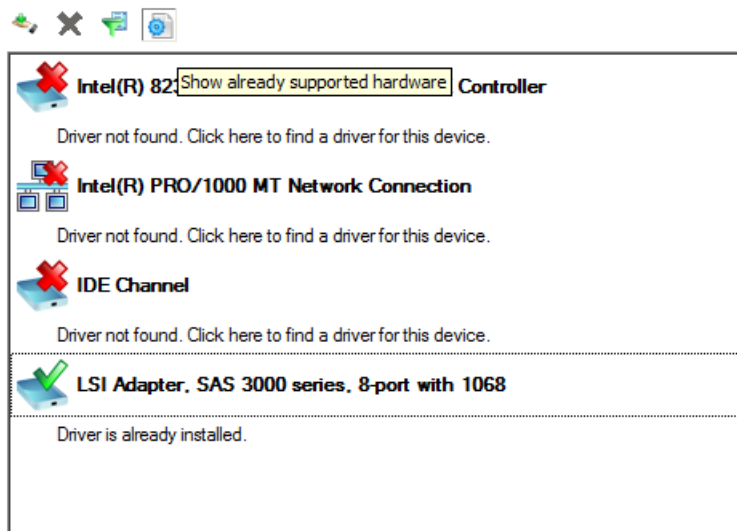 Intel(R) 82 Show already supported hardware Controller
Driver not found. Click here to find a driver for this device.
Intel(R) PRO/1000 MT Network Connection
Driver not found. Click here to find a driver for this device.
IDE Channel
Driver not found. Click here to find a driver for this device.
LSI Adapter, SAS 3000 series, 8-port with 1068
Driver is already installed.